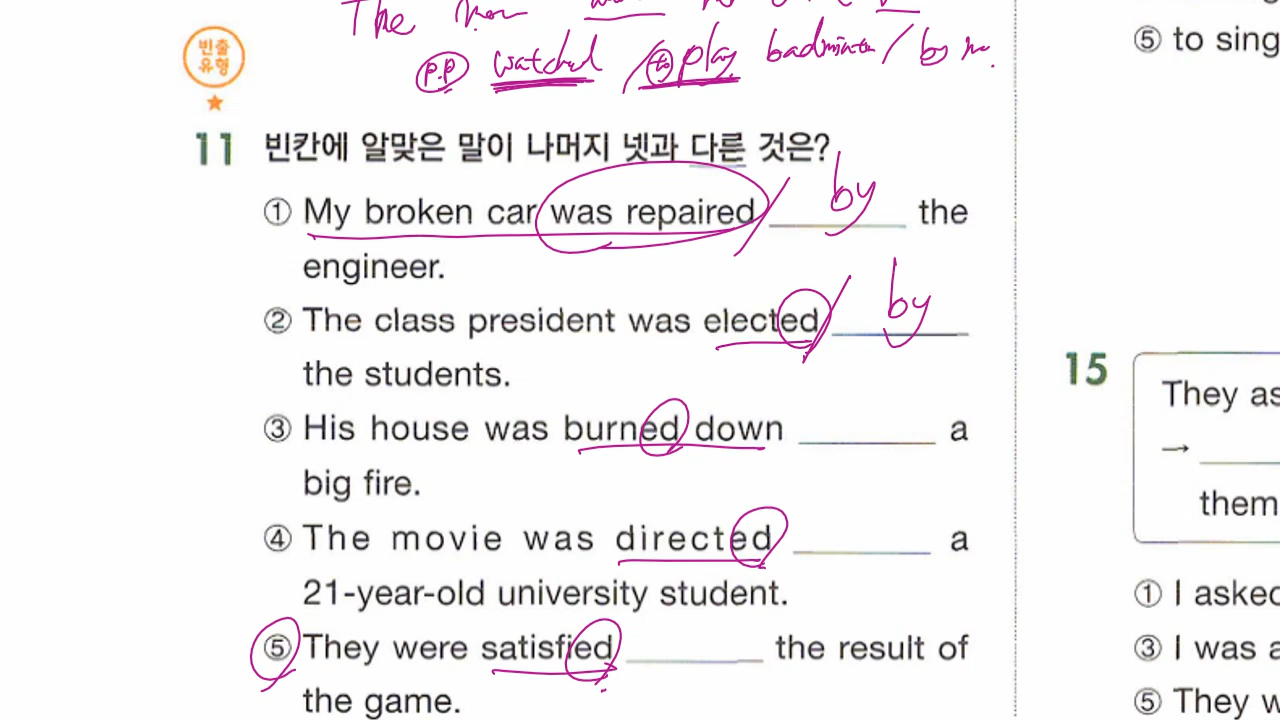 The
p.p watched / (to) play badminton / by me.
빈출
유형
11 빈칸에 알맞은 말이 나머지 넷과 다른 것은?
① My broken car was repaired / by the
engineer.
② The class president was elected / by
the students.
③ His house was burned down ________ a
big fire.
④ The movie was directed ________ a
21-year-old university student.
⑤ They were satisfied ________ the result of
the game.
⑤ to sing
15
They as
→
them
① I asked
③ I was a
⑤ They w